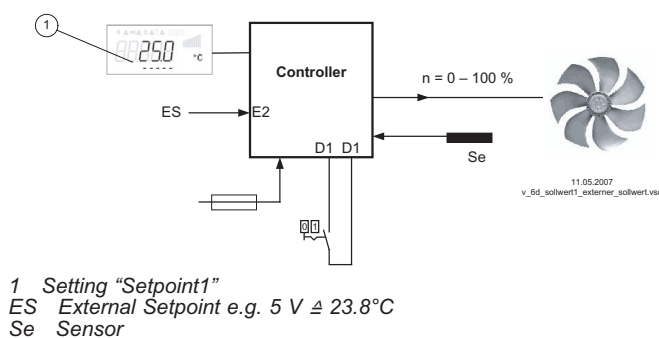 1
25.0
°C
Controller
n = 0 – 100 %
ES
E2
D1 D1
Se
11.05.2007
v_6d_sollwert1_externer_sollwert.vsd
0 1
1 Setting “Setpoint1”
ES External Setpoint e.g. 5 V ≙ 23.8°C
Se Sensor